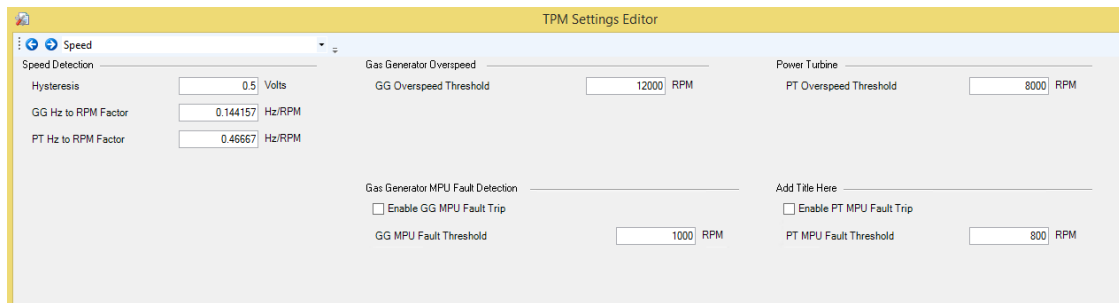 TPM Settings Editor
Speed
Speed Detection
Hysteresis 0.5 Volts
GG Hz to RPM Factor 0.144157 Hz/RPM
PT Hz to RPM Factor 0.46667 Hz/RPM
Gas Generator Overspeed
GG Overspeed Threshold 12000 RPM
Power Turbine
PT Overspeed Threshold 8000 RPM
Gas Generator MPU Fault Detection
Enable GG MPU Fault Trip
GG MPU Fault Threshold 1000 RPM
Add Title Here
Enable PT MPU Fault Trip
PT MPU Fault Threshold 800 RPM